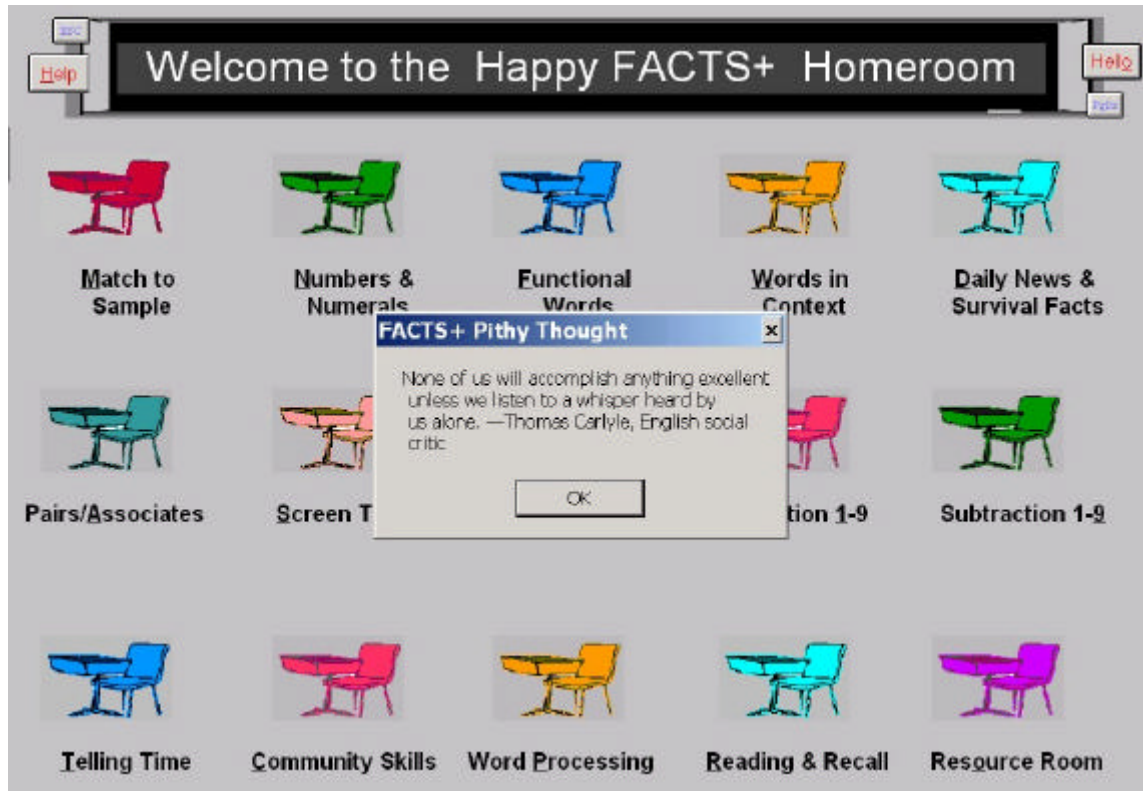 Help
Welcome to the Happy FACTS+ Homeroom
Hello
Match to
Sample
Numbers &
Numerals
Functional
Words
Words in
Context
Daily News &
Survival Facts
FACTS+ Pithy Thought
None of us will accomplish anything excellent
unless we listen to a whisper heard by
us alone. —Thomas Carlyle, English social
critic
OK
Pairs/Associates
Screen T
tion 1-9
Subtraction 1-9
Telling Time
Community Skills
Word Processing
Reading & Recall
Resource Room